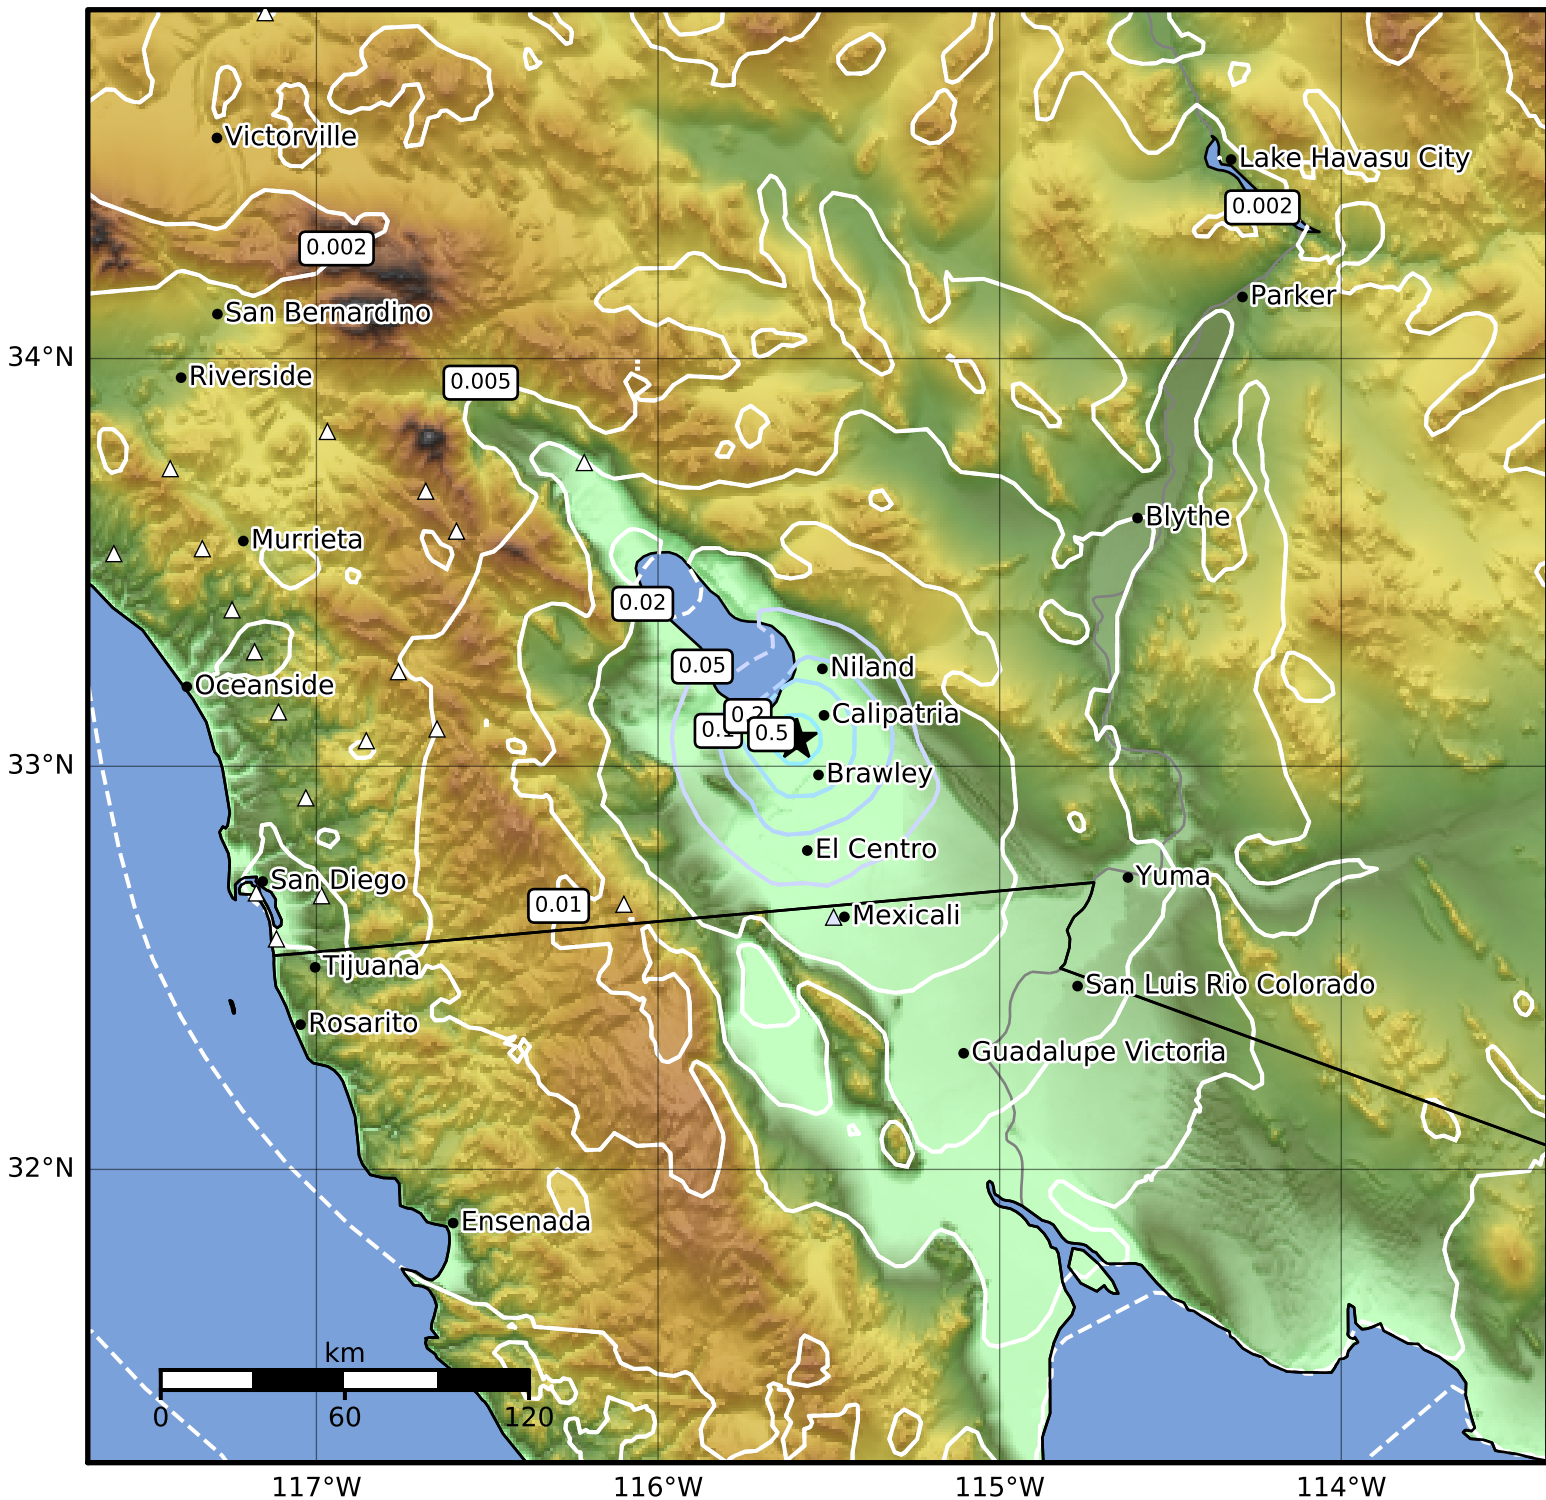 Victorville
Lake Havasu City
0.002
0.002
Parker
San Bernardino
34°N
Riverside
0.005
Blythe
Murrieta
0.02
0.05
Niland
Oceanside
Calipatria
0.2
0.5
33°N
Brawley
El Centro
Yuma
San Diego
0.01
Mexicali
Tijuana
San Luis Rio Colorado
Rosarito
Guadalupe Victoria
32°N
Ensenada
km
0 60 120
117°W 116°W 115°W 114°W